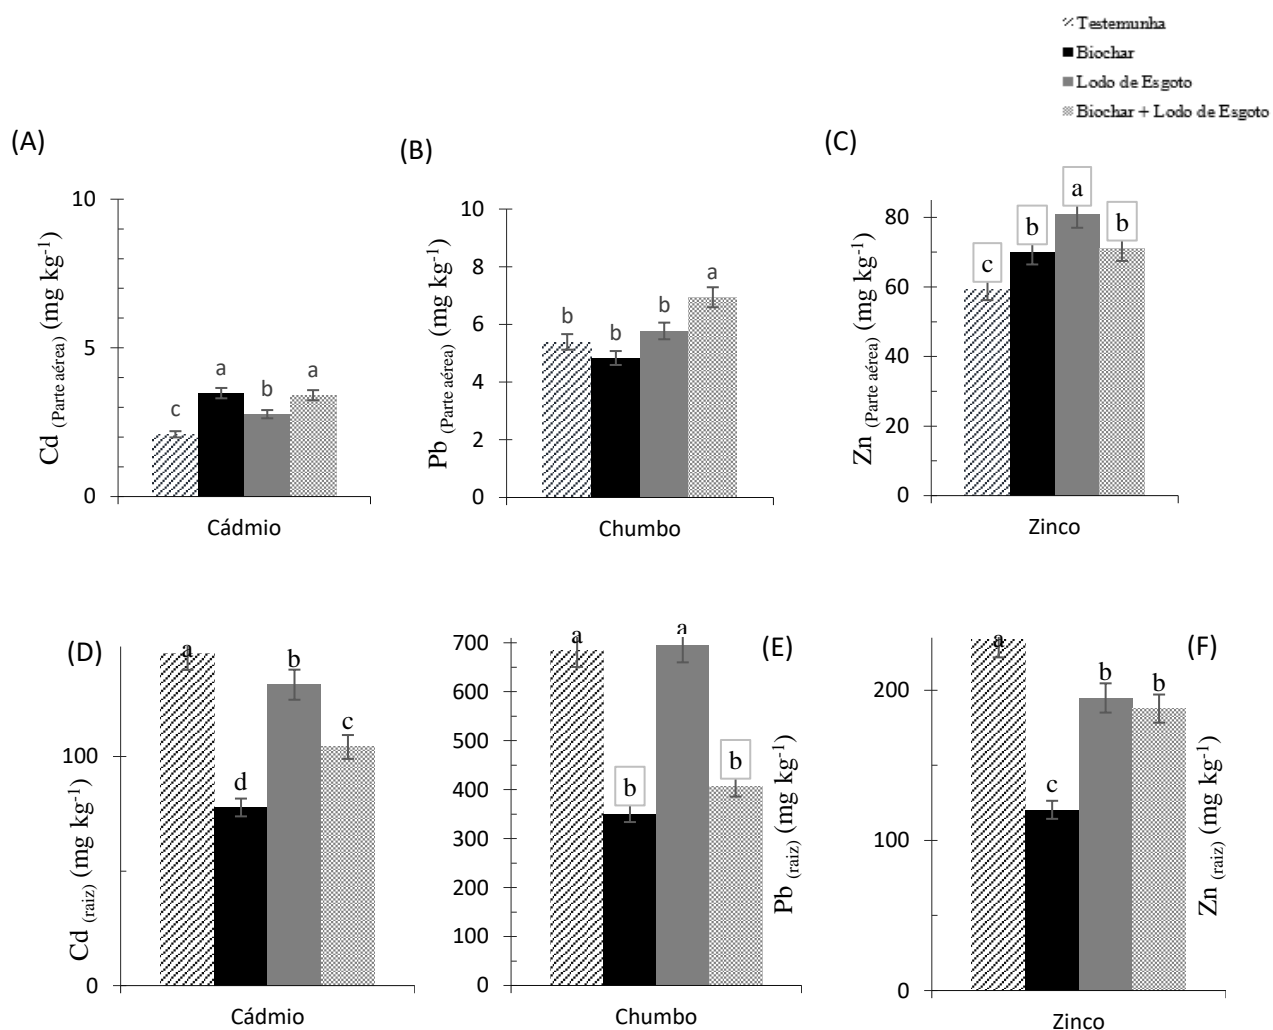 Testemunha
Biochar
Lodo de Esgoto
Biochar + Lodo de Esgoto
(A)
Cd (Parte aérea) (mg kg-1)
10
5
0
c
a
b
a
Cádmio
(B)
Pb (Parte aérea) (mg kg-1)
10
8
6
4
2
0
b
b
b
a
Chumbo
(C)
Zn (Parte aérea) (mg kg-1)
80
60
40
20
0
c
b
a
b
Zinco
(D)
Cd (raiz) (mg kg-1)
100
0
a
d
b
c
Cádmio
(E)
Pb (raiz) (mg kg-1)
700
600
500
400
300
200
100
0
a
b
a
b
Chumbo
(F)
Zn (raiz) (mg kg-1)
200
100
0
a
c
b
b
Zinco